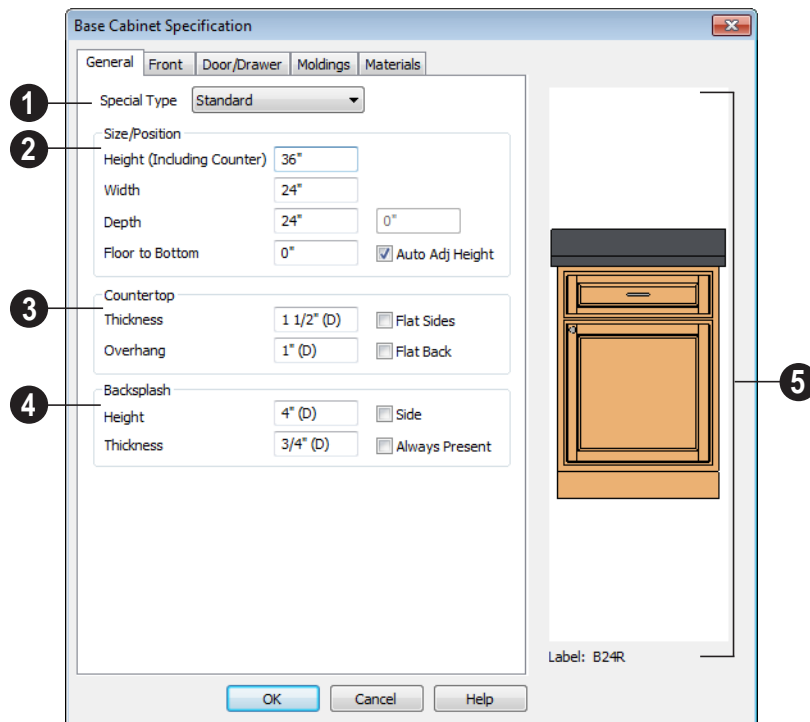 Base Cabinet Specification
General Front Door/Drawer Moldings Materials
1 Special Type Standard
2 Size/Position
Height (Including Counter) 36"
Width 24"
Depth 24" 0"
Floor to Bottom 0" Auto Adj Height
3 Countertop
Thickness 1 1/2" (D) Flat Sides
Overhang 1" (D) Flat Back
4 Backsplash
Height 4" (D) Side
Thickness 3/4" (D) Always Present
5
Label: B24R
OK Cancel Help